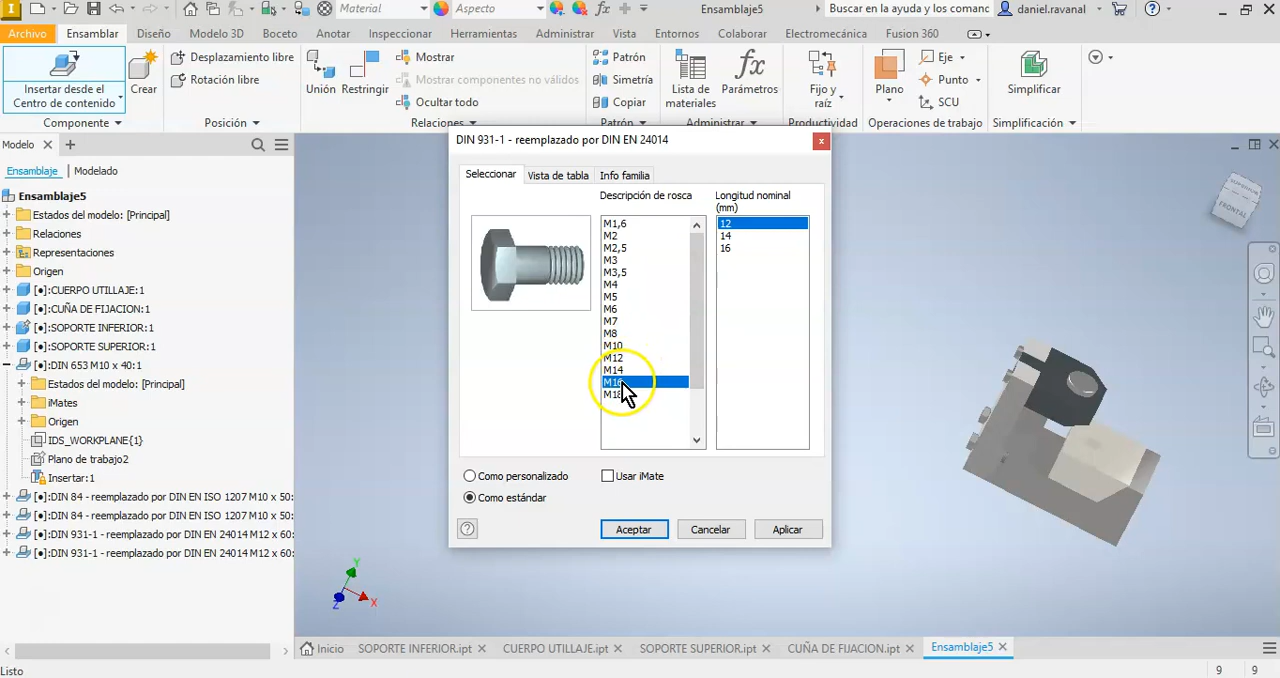 Material
Aspecto
Ensamblaje5
Buscar en la ayuda y los comanc
daniel.ravanal
Archivo
Ensamblar
Diseño
Modelo 3D
Boceto
Anotar
Inspeccionar
Herramientas
Administrar
Vista
Entornos
Colaborar
Electromecánica
Fusion 360
Insertar desde el
Centro de contenido
Crear
Desplazamiento libre
Rotación libre
Unión
Restringir
Mostrar
Mostrar componentes no válidos
Ocultar todo
Patrón
Simetría
Copiar
Lista de
materiales
Parámetros
Fijo y
raíz
Plano
Eje
Punto
SCU
Simplificar
Componente
Posición
Relaciones
Patrón
Administrar
Productividad
Operaciones de trabajo
Simplificación
Modelo
Ensamblaje
Modelado
Ensamblaje5
Estados del modelo: [Principal]
Relaciones
Representaciones
Origen
[●]:CUERPO UTILLAJE:1
[●]:CUÑA DE FIJACION:1
[●]:SOPORTE INFERIOR:1
[●]:SOPORTE SUPERIOR:1
[●]:DIN 653 M10 x 40:1
Estados del modelo: [Principal]
iMates
Origen
IDS_WORKPLANE{1}
Plano de trabajo2
Insertar:1
[●]:DIN 84 - reemplazado por DIN EN ISO 1207 M10 x 50:
[●]:DIN 84 - reemplazado por DIN EN ISO 1207 M10 x 50:
[●]:DIN 931-1 - reemplazado por DIN EN 24014 M12 x 60:
[●]:DIN 931-1 - reemplazado por DIN EN 24014 M12 x 60:
DIN 931-1 - reemplazado por DIN EN 24014
Seleccionar
Vista de tabla
Info familia
Descripción de rosca
Longitud nominal
(mm)
M1,6
M2
M2,5
M3
M3,5
M4
M5
M6
M7
M8
M10
M12
M14
M16
M18
12
14
16
Como personalizado
Usar iMate
Como estándar
Aceptar
Cancelar
Aplicar
SUPERIOR
FRONTAL
Y
Z
X
Inicio
SOPORTE INFERIOR.ipt
CUERPO UTILLAJE.ipt
SOPORTE SUPERIOR.ipt
CUÑA DE FIJACION.ipt
Ensamblaje5
Listo
9
9